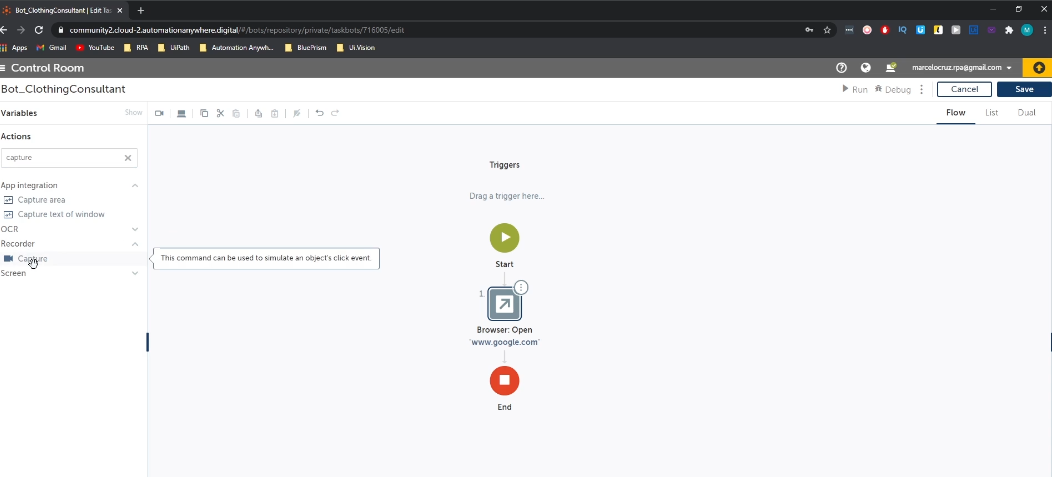 Bot_ClothingConsultant | Edit Ta
community2.cloud-2.automationanywhere.digital/#/bots/repository/private/taskbots/716005/edit
Apps Gmail YouTube RPA UiPath Automation Anywh... BluePrism Ui.Vision
Control Room
marcelocruz.rpa@gmail.com
Bot_ClothingConsultant
Run Debug Cancel Save
Variables Show
Flow List Dual
Actions
capture
Triggers
App integration
Capture area
Drag a trigger here...
Capture text of window
OCR
Recorder
Capture
This command can be used to simulate an object's click event.
Start
Screen
1.
Browser: Open
"www.google.com"
End